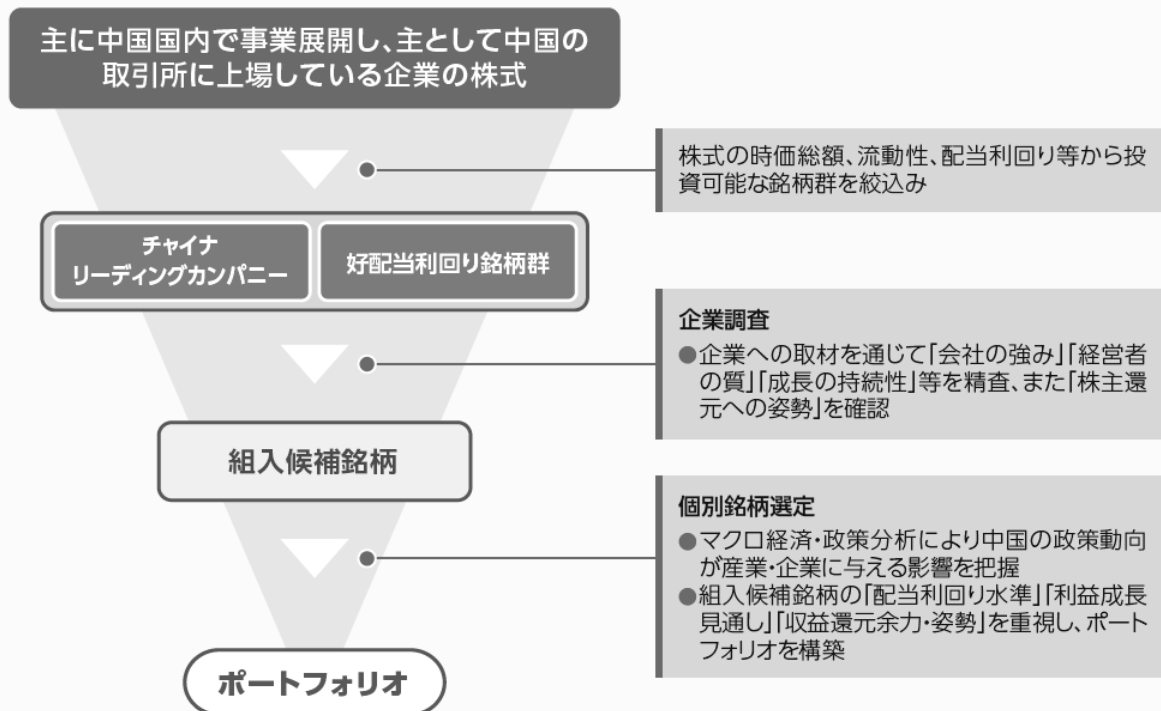 主に中国国内で事業展開し、主として中国の
取引所に上場している企業の株式
株式の時価総額、流動性、配当利回り等から投
資可能な銘柄群を絞込み
チャイナ
リーディングカンパニー
好配当利回り銘柄群
企業調査
●企業への取材を通じて「会社の強み」「経営者
の質」「成長の持続性」等を精査、また「株主還
元への姿勢」を確認
組入候補銘柄
個別銘柄選定
●マクロ経済・政策分析により中国の政策動向
が産業・企業に与える影響を把握
●組入候補銘柄の「配当利回り水準」「利益成長
見通し」「収益還元余力・姿勢」を重視し、ポート
フォリオを構築
ポートフォリオ